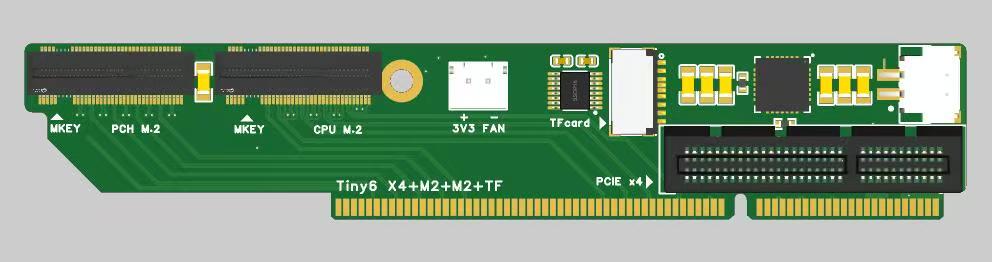 MKEY
PCH M.2
MKEY
CPU M.2
+ −
3V3 FAN
TFcard
PCIE x4
Tiny6 X4+M2+M2+TF